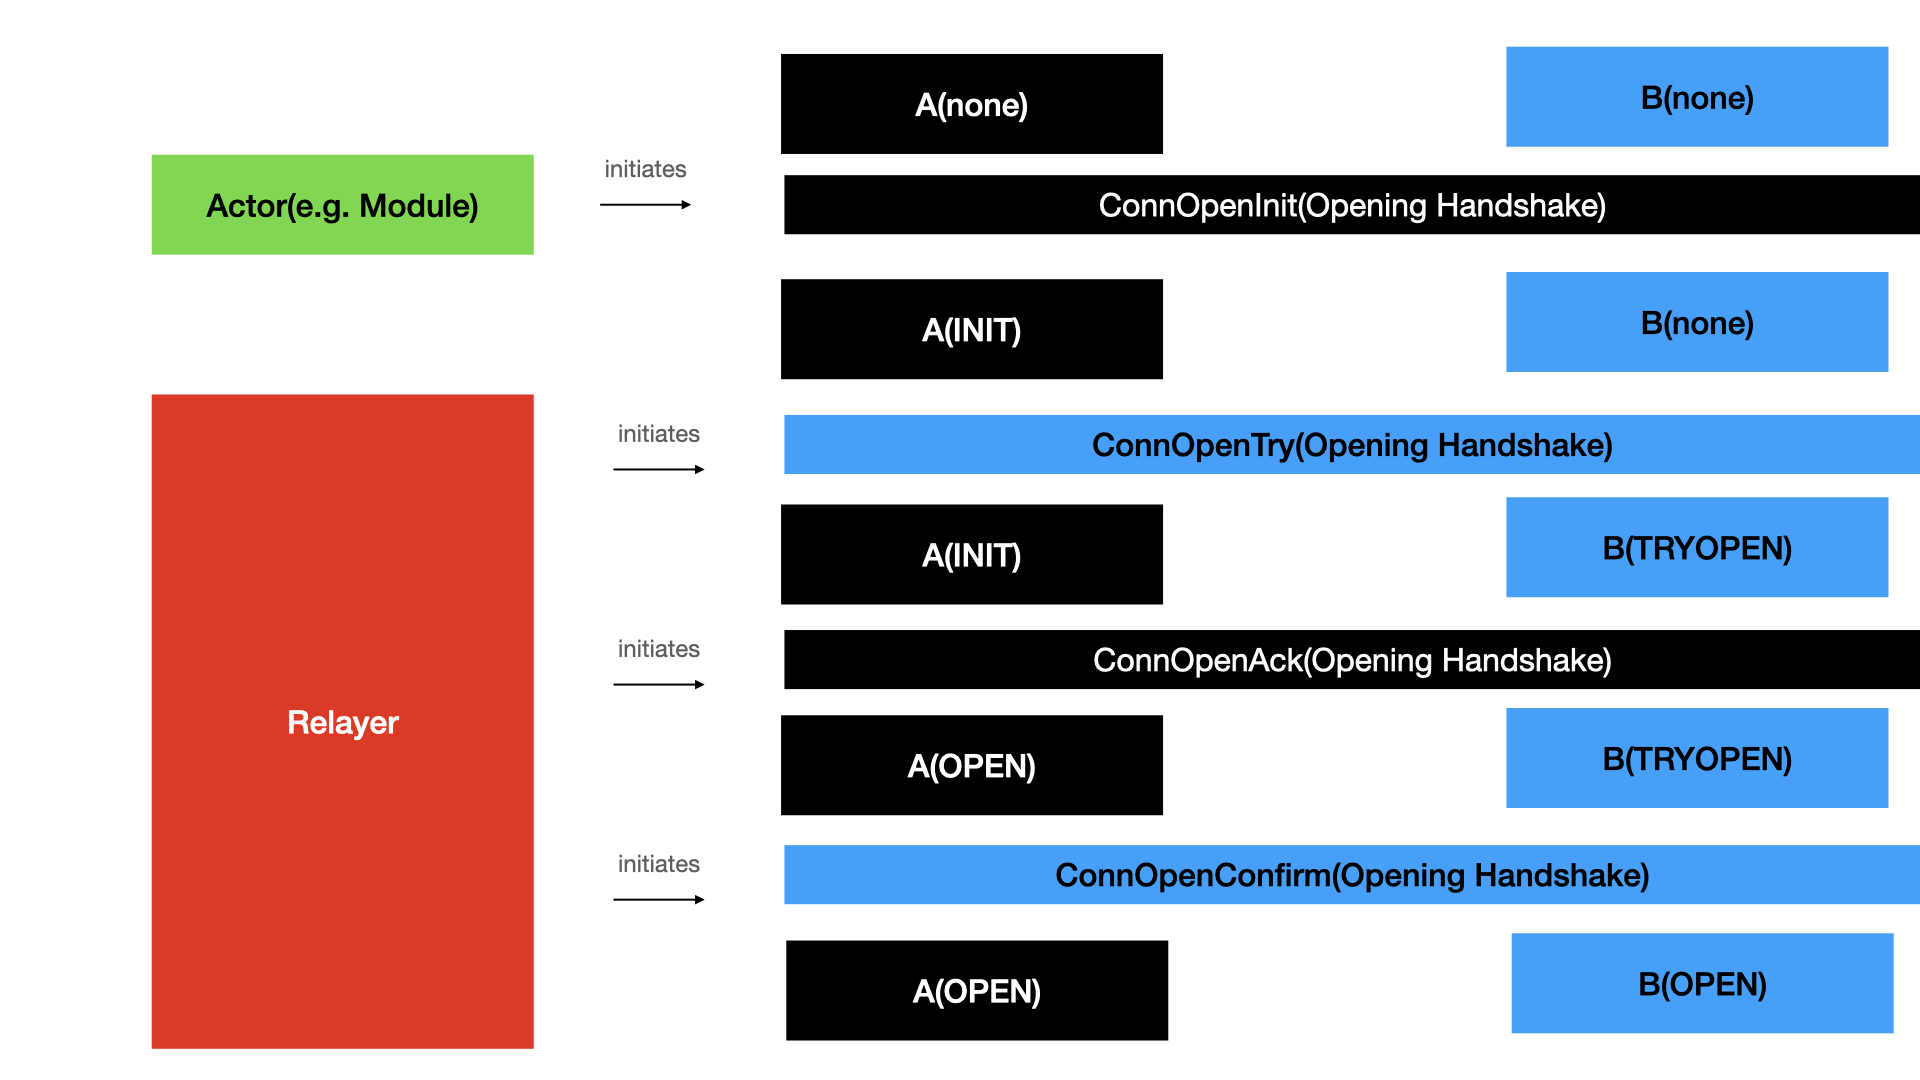 A(none)
B(none)
Actor(e.g. Module)
initiates
ConnOpenInit(Opening Handshake)
A(INIT)
B(none)
Relayer
initiates
ConnOpenTry(Opening Handshake)
A(INIT)
B(TRYOPEN)
initiates
ConnOpenAck(Opening Handshake)
A(OPEN)
B(TRYOPEN)
initiates
ConnOpenConfirm(Opening Handshake)
A(OPEN)
B(OPEN)